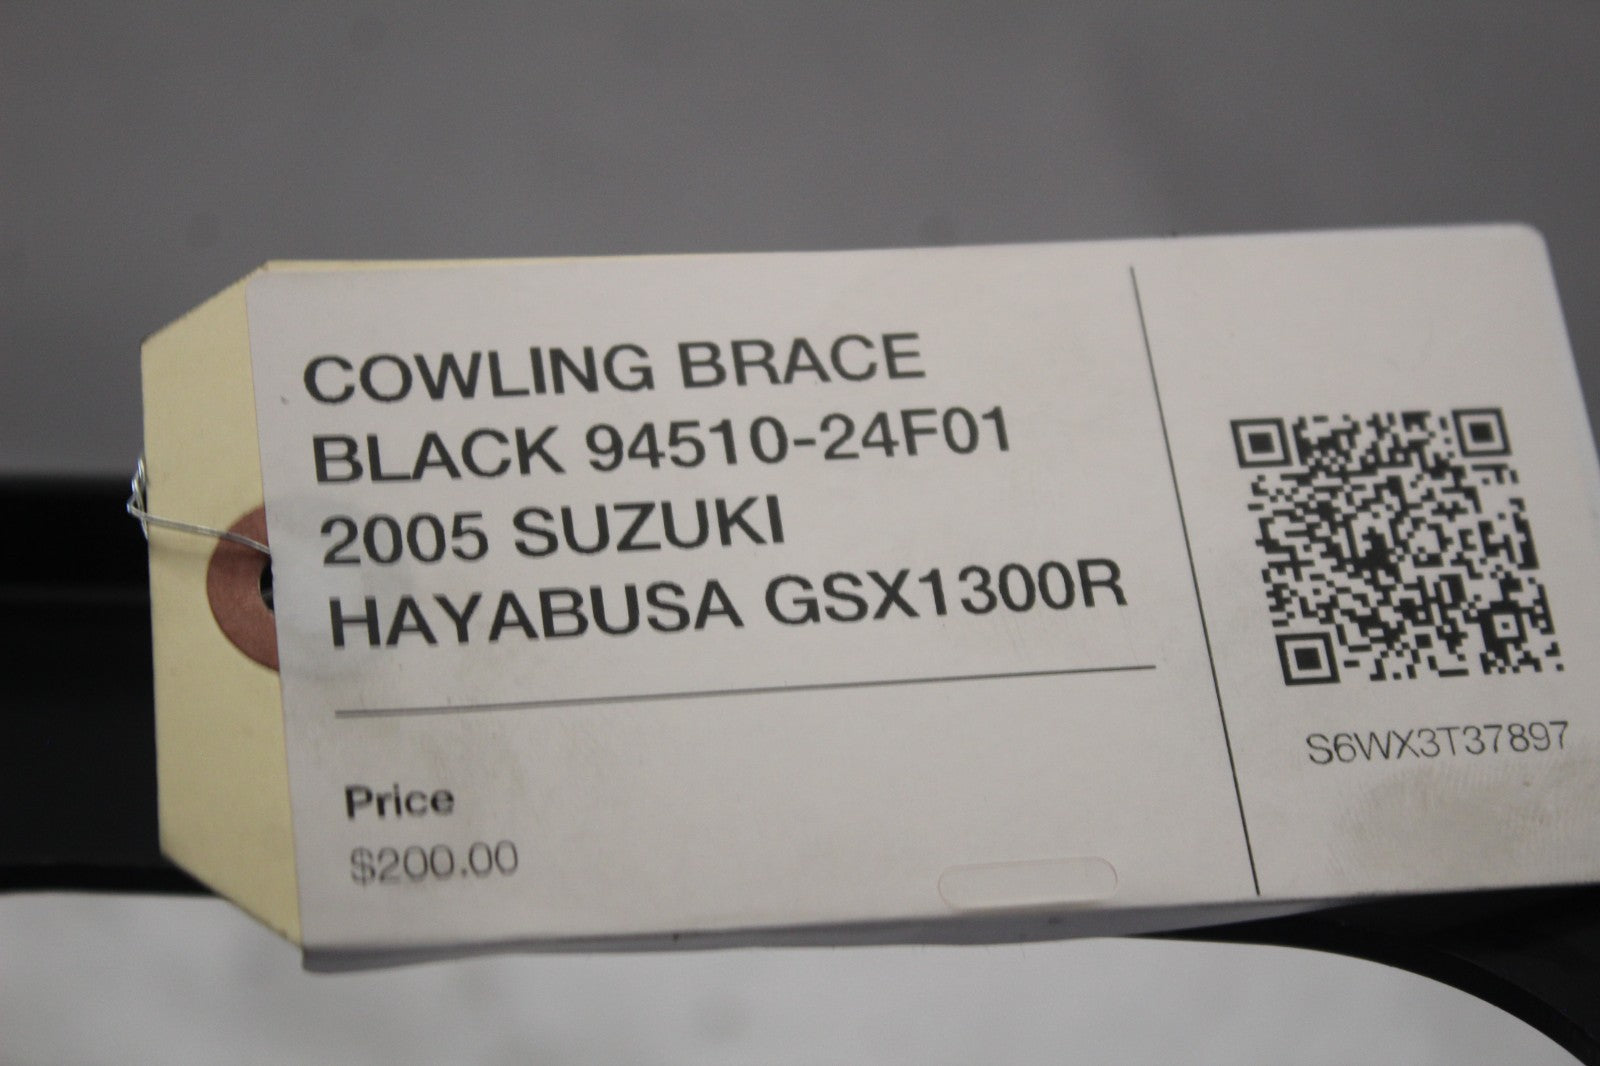 COWLING BRACE
BLACK 94510-24F01
2005 SUZUKI
HAYABUSA GSX1300R
Price
$200.00
S6WX3T37897